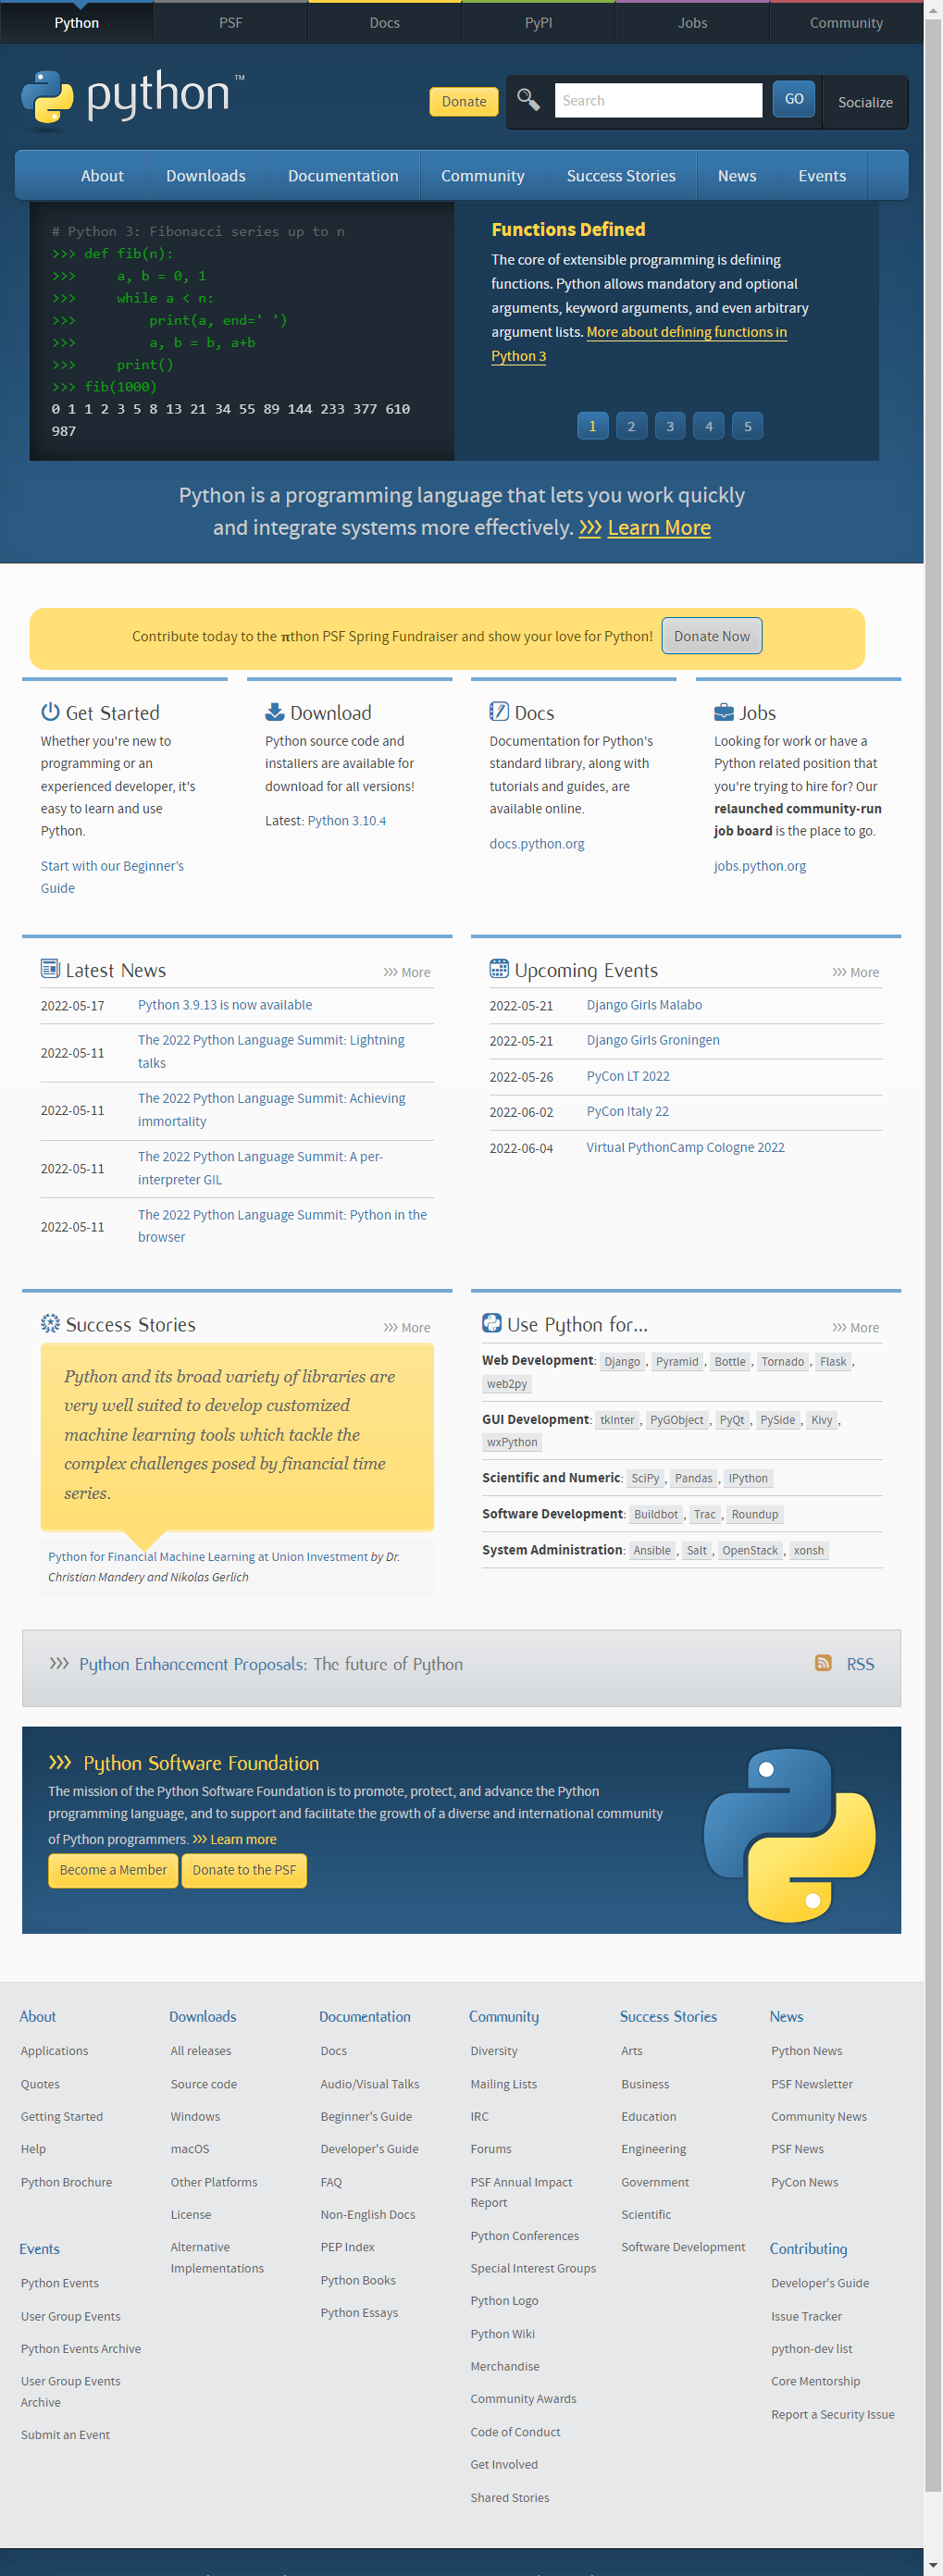 Python
PSF
Docs
PyPI
Jobs
Community
python™
Donate
Search
GO
Socialize
About
Downloads
Documentation
Community
Success Stories
News
Events
# Python 3: Fibonacci series up to n
>>> def fib(n):
>>>     a, b = 0, 1
>>>     while a < n:
>>>         print(a, end=' ')
>>>         a, b = b, a+b
>>>     print()
>>> fib(1000)
0 1 1 2 3 5 8 13 21 34 55 89 144 233 377 610
987
Functions Defined
The core of extensible programming is defining
functions. Python allows mandatory and optional
arguments, keyword arguments, and even arbitrary
argument lists. More about defining functions in
Python 3
1
2
3
4
5
Python is a programming language that lets you work quickly
and integrate systems more effectively. >>> Learn More
Contribute today to the πthon PSF Spring Fundraiser and show your love for Python!
Donate Now
Get Started
Whether you're new to
programming or an
experienced developer, it's
easy to learn and use
Python.
Start with our Beginner's
Guide
Download
Python source code and
installers are available for
download for all versions!
Latest: Python 3.10.4
Docs
Documentation for Python's
standard library, along with
tutorials and guides, are
available online.
docs.python.org
Jobs
Looking for work or have a
Python related position that
you're trying to hire for? Our
relaunched community-run
job board is the place to go.
jobs.python.org
Latest News
>>> More
2022-05-17 Python 3.9.13 is now available
2022-05-11 The 2022 Python Language Summit: Lightning
talks
2022-05-11 The 2022 Python Language Summit: Achieving
immortality
2022-05-11 The 2022 Python Language Summit: A per-
interpreter GIL
2022-05-11 The 2022 Python Language Summit: Python in the
browser
Upcoming Events
>>> More
2022-05-21 Django Girls Malabo
2022-05-21 Django Girls Groningen
2022-05-26 PyCon LT 2022
2022-06-02 PyCon Italy 22
2022-06-04 Virtual PythonCamp Cologne 2022
Success Stories
>>> More
Python and its broad variety of libraries are
very well suited to develop customized
machine learning tools which tackle the
complex challenges posed by financial time
series.
Python for Financial Machine Learning at Union Investment by Dr.
Christian Mandery and Nikolas Gerlich
Use Python for...
>>> More
Web Development: Django, Pyramid, Bottle, Tornado, Flask,
web2py
GUI Development: tkInter, PyGObject, PyQt, PySide, Kivy,
wxPython
Scientific and Numeric: SciPy, Pandas, IPython
Software Development: Buildbot, Trac, Roundup
System Administration: Ansible, Salt, OpenStack, xonsh
>>> Python Enhancement Proposals: The future of Python
RSS
>>> Python Software Foundation
The mission of the Python Software Foundation is to promote, protect, and advance the Python
programming language, and to support and facilitate the growth of a diverse and international community
of Python programmers. >>> Learn more
Become a Member
Donate to the PSF
About
Applications
Quotes
Getting Started
Help
Python Brochure
Downloads
All releases
Source code
Windows
macOS
Other Platforms
License
Alternative
Implementations
Documentation
Docs
Audio/Visual Talks
Beginner's Guide
Developer's Guide
FAQ
Non-English Docs
PEP Index
Python Books
Python Essays
Community
Diversity
Mailing Lists
IRC
Forums
PSF Annual Impact
Report
Python Conferences
Special Interest Groups
Python Logo
Python Wiki
Merchandise
Community Awards
Code of Conduct
Get Involved
Shared Stories
Success Stories
Arts
Business
Education
Engineering
Government
Scientific
Software Development
News
Python News
PSF Newsletter
Community News
PSF News
PyCon News
Events
Python Events
User Group Events
Python Events Archive
User Group Events
Archive
Submit an Event
Contributing
Developer's Guide
Issue Tracker
python-dev list
Core Mentorship
Report a Security Issue